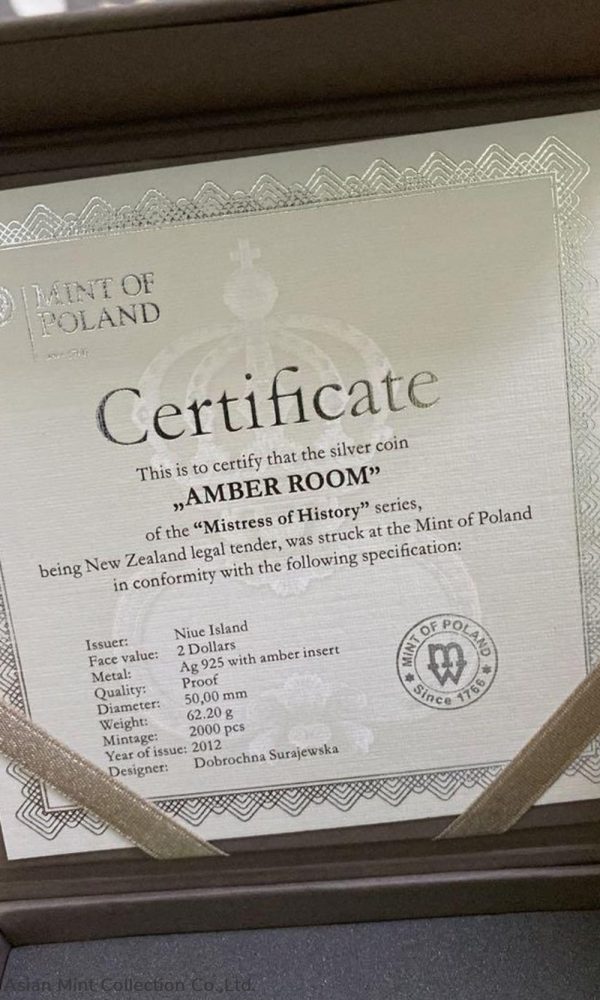 MINT OF
POLAND
Certificate
This is to certify that the silver coin
„AMBER ROOM”
of the “Mistress of History” series,
being New Zealand legal tender, was struck at the Mint of Poland
in conformity with the following specification:
Issuer: Niue Island
Face value: 2 Dollars
Metal: Ag 925 with amber insert
Quality: Proof
Diameter: 50,00 mm
Weight: 62.20 g
Mintage: 2000 pcs
Year of issue: 2012
Designer: Dobrochna Surajewska
MINT OF POLAND
Since 1766
Asian Mint Collection Co.,Ltd.